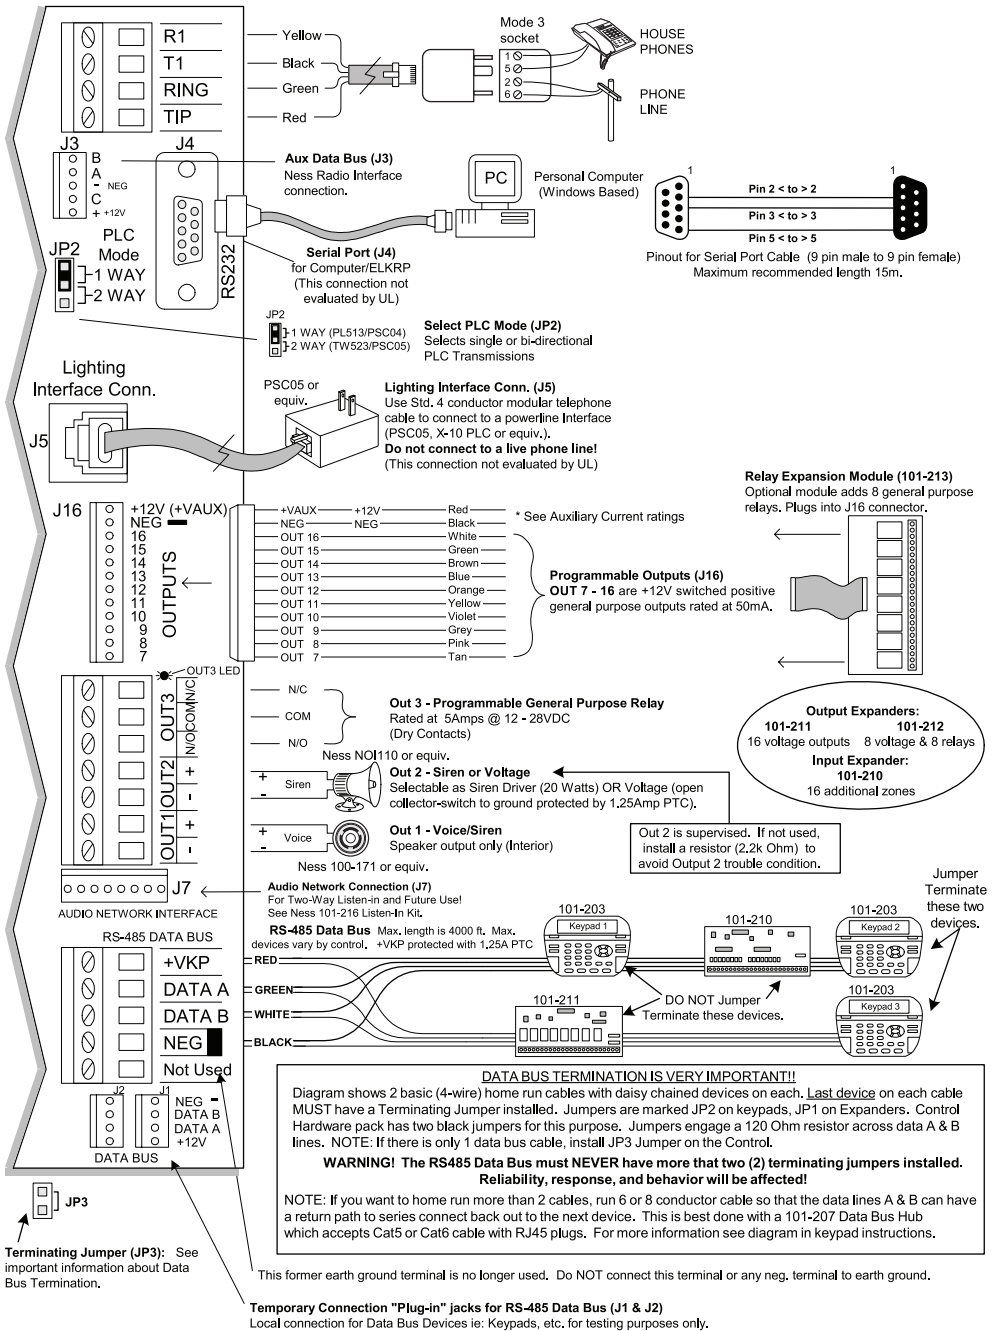 R1
T1
RING
TIP
Yellow
Black
Green
Red
Mode 3
socket
1
5
2
6
HOUSE
PHONES
PHONE
LINE
J3
B
A
- NEG
C
+ +12V
J4
RS232
Aux Data Bus (J3)
Ness Radio Interface
connection.
PC
Personal Computer
(Windows Based)
1
1
Pin 2 < to > 2
Pin 3 < to > 3
Pin 5 < to > 5
Pinout for Serial Port Cable (9 pin male to 9 pin female)
Maximum recommended length 15m.
Serial Port (J4)
for Computer/ELKRP
(This connection not
evaluated by UL)
JP2
PLC
Mode
1 WAY
2 WAY
JP2
1 WAY (PL513/PSC04)
2 WAY (TW523/PSC05)
Select PLC Mode (JP2)
Selects single or bi-directional
PLC Transmissions
Lighting
Interface Conn.
J5
PSC05 or
equiv.
Lighting Interface Conn. (J5)
Use Std. 4 conductor modular telephone
cable to connect to a powerline Interface
(PSC05, X-10 PLC or equiv.).
Do not connect to a live phone line!
(This connection not evaluated by UL)
J16
+12V (+VAUX)
NEG
16
15
14
13
12
11
10
9
8
7
OUTPUTS
+VAUX +12V Red
NEG NEG Black
OUT 16 White
OUT 15 Green
OUT 14 Brown
OUT 13 Blue
OUT 12 Orange
OUT 11 Yellow
OUT 10 Violet
OUT 9 Grey
OUT 8 Pink
OUT 7 Tan
* See Auxiliary Current ratings
Programmable Outputs (J16)
OUT 7 - 16 are +12V switched positive
general purpose outputs rated at 50mA.
Relay Expansion Module (101-213)
Optional module adds 8 general purpose
relays. Plugs into J16 connector.
OUT3 LED
OUT3
N/C
COM
N/O
N/C
COM
N/O
Out 3 - Programmable General Purpose Relay
Rated at 5Amps @ 12 - 28VDC
(Dry Contacts)
Output Expanders:
101-211 101-212
16 voltage outputs 8 voltage & 8 relays
Input Expander:
101-210
16 additional zones
OUT2
+
-
OUT1
+
-
Ness NOI110 or equiv.
+
Siren
-
Out 2 - Siren or Voltage
Selectable as Siren Driver (20 Watts) OR Voltage (open
collector-switch to ground protected by 1.25Amp PTC).
+
Voice
-
Out 1 - Voice/Siren
Speaker output only (Interior)
Ness 100-171 or equiv.
Out 2 is supervised. If not used,
install a resistor (2.2k Ohm) to
avoid Output 2 trouble condition.
J7
AUDIO NETWORK INTERFACE
Audio Network Connection (J7)
For Two-Way Listen-in and Future Use!
See Ness 101-216 Listen-In Kit.
RS-485 Data Bus Max. length is 4000 ft. Max.
devices vary by control. +VKP protected with 1.25A PTC
RS-485 DATA BUS
+VKP
DATA A
DATA B
NEG
Not Used
RED
GREEN
WHITE
BLACK
101-203
Keypad 1
101-210
101-203
Keypad 2
Jumper
Terminate
these two
devices.
101-211
DO NOT Jumper
Terminate these devices.
101-203
Keypad 3
J2
J1
NEG -
DATA B
DATA A
+12V
DATA BUS
DATA BUS TERMINATION IS VERY IMPORTANT!!
Diagram shows 2 basic (4-wire) home run cables with daisy chained devices on each. Last device on each cable
MUST have a Terminating Jumper installed. Jumpers are marked JP2 on keypads, JP1 on Expanders. Control
Hardware pack has two black jumpers for this purpose. Jumpers engage a 120 Ohm resistor across data A & B
lines. NOTE: If there is only 1 data bus cable, install JP3 Jumper on the Control.
WARNING! The RS485 Data Bus must NEVER have more that two (2) terminating jumpers installed.
Reliability, response, and behavior will be affected!
NOTE: If you want to home run more than 2 cables, run 6 or 8 conductor cable so that the data lines A & B can have
a return path to series connect back out to the next device. This is best done with a 101-207 Data Bus Hub
which accepts Cat5 or Cat6 cable with RJ45 plugs. For more information see diagram in keypad instructions.
JP3
Terminating Jumper (JP3): See
important information about Data
Bus Termination.
This former earth ground terminal is no longer used. Do NOT connect this terminal or any neg. terminal to earth ground.
Temporary Connection "Plug-in" jacks for RS-485 Data Bus (J1 & J2)
Local connection for Data Bus Devices ie: Keypads, etc. for testing purposes only.